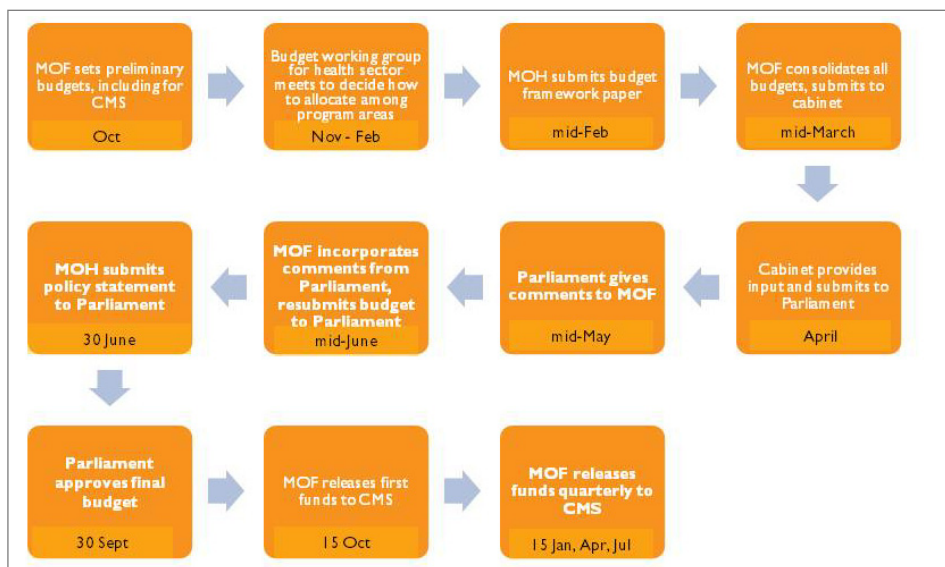 MOF sets preliminary
budgets, including for
CMS
Oct
Budget working group
for health sector
meets to decide how
to allocate among
program areas
Nov - Feb
MOH submits budget
framework paper
mid-Feb
MOF consolidates all
budgets, submits to
cabinet
mid-March
Cabinet provides
input and submits to
Parliament
April
Parliament gives
comments to MOF
mid-May
MOF incorporates
comments from
Parliament,
resubmits budget
to Parliament
mid-June
MOH submits
policy statement
to Parliament
30 June
Parliament
approves final
budget
30 Sept
MOF releases first
funds to CMS
15 Oct
MOF releases
funds quarterly to
CMS
15 Jan, Apr, Jul